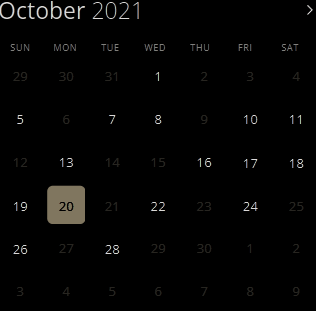 October 2021
SUN MON TUE WED THU FRI SAT
29 30 31 1 2 3 4
5 6 7 8 9 10 11
12 13 14 15 16 17 18
19 20 21 22 23 24 25
26 27 28 29 30 1 2
3 4 5 6 7 8 9